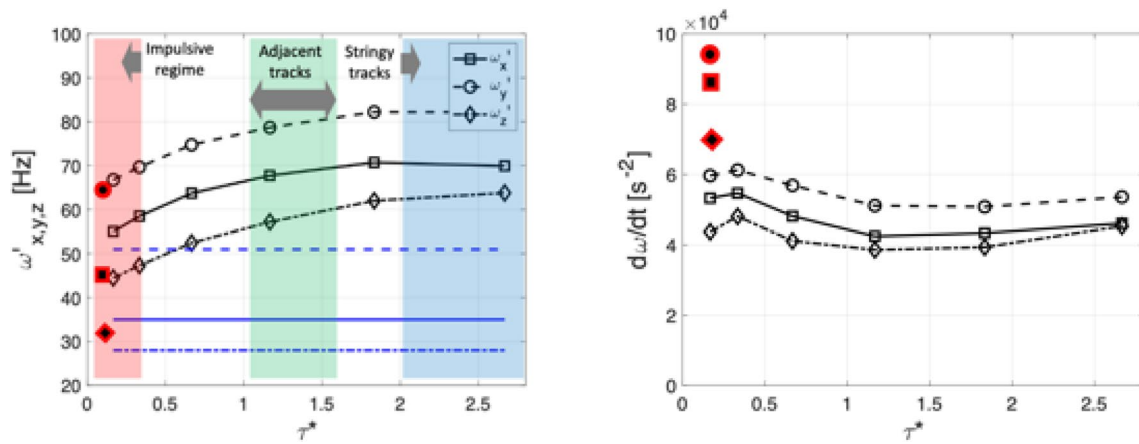 100
90
80
70
60
50
40
30
20
ω'x,y,z [Hz]
Impulsive
regime
Adjacent
tracks
Stringy
tracks
ωx'
ωy'
ωz'
0 0.5 1 1.5 2 2.5
τ*
×10⁴
10
8
6
4
2
0
dω/dt [s⁻²]
0 0.5 1 1.5 2 2.5
τ*